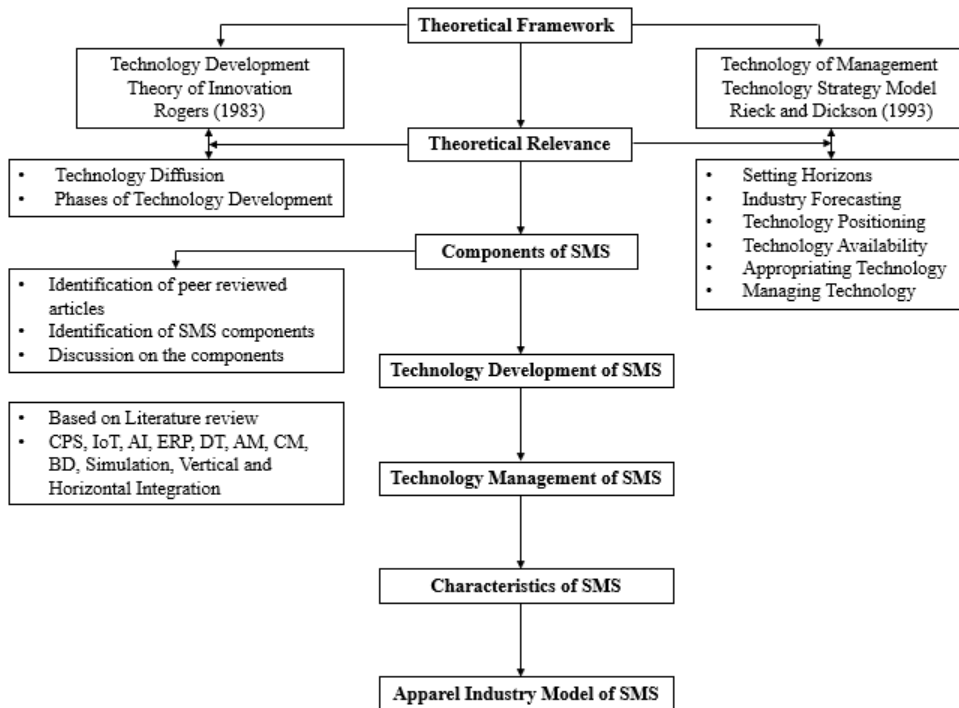 Theoretical Framework
Technology Development
Theory of Innovation
Rogers (1983)
Technology of Management
Technology Strategy Model
Rieck and Dickson (1993)
Theoretical Relevance
• Technology Diffusion
• Phases of Technology Development
• Setting Horizons
• Industry Forecasting
• Technology Positioning
• Technology Availability
• Appropriating Technology
• Managing Technology
Components of SMS
• Identification of peer reviewed
articles
• Identification of SMS components
• Discussion on the components
Technology Development of SMS
• Based on Literature review
• CPS, IoT, AI, ERP, DT, AM, CM,
BD, Simulation, Vertical and
Horizontal Integration
Technology Management of SMS
Characteristics of SMS
Apparel Industry Model of SMS